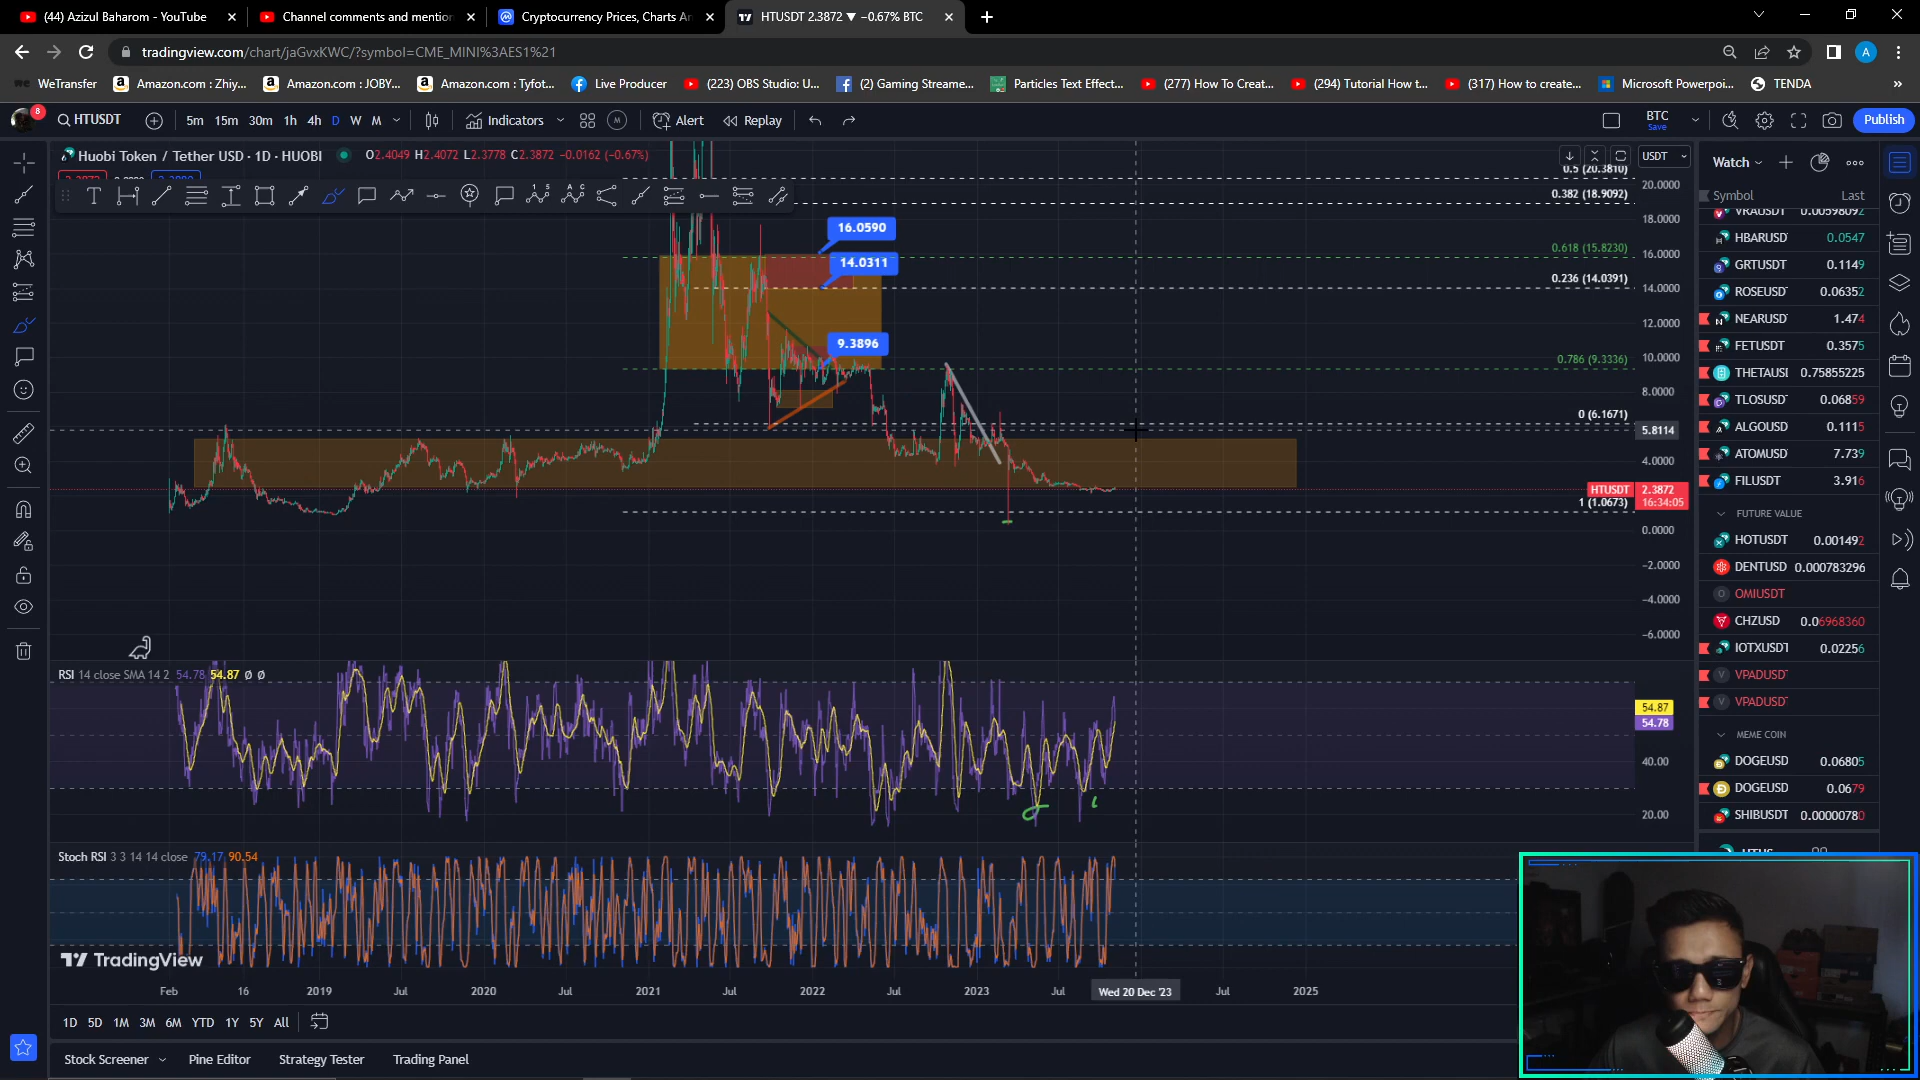 (44) Azizul Baharom - YouTube
Channel comments and mention
Cryptocurrency Prices, Charts An
HTUSDT 2.3872 ▼ −0.67% BTC
tradingview.com/chart/jaGvxKWC/?symbol=CME_MINI%3AES1%21
A
WeTransfer
Amazon.com : Zhiy...
Amazon.com : JOBY...
Amazon.com : Tyfot...
Live Producer
(223) OBS Studio: U...
(2) Gaming Streame...
Particles Text Effect...
(277) How To Creat...
(294) Tutorial How t...
(317) How to create...
Microsoft Powerpoi...
TENDA
»
8
HTUSDT
5m 15m 30m 1h 4h D W M
Indicators
M
Alert
Replay
BTC
Save
Publish
Huobi Token / Tether USD · 1D · HUOBI
O2.4049 H2.4072 L2.3778 C2.3872 −0.0162 (−0.67%)
USDT
Watch
Symbol
Last
0.5 (20.3810)
0.382 (18.9092)
0.618 (15.8230)
0.236 (14.0391)
0.786 (9.3336)
0 (6.1671)
1 (1.0673)
16.0590
14.0311
9.3896
20.0000
18.0000
16.0000
14.0000
12.0000
10.0000
8.0000
5.8114
4.0000
HTUSDT 2.3872
16:34:05
0.0000
−2.0000
−4.0000
−6.0000
VRAUSDT 0.00598092
HBARUSD 0.0547
GRTUSDT 0.1149
ROSEUSD 0.06352
NEARUSD 1.474
FETUSDT 0.3575
THETAUSI 0.75855225
TLOSUSD 0.06859
ALGOUSD 0.1115
ATOMUSD 7.739
FILUSDT 3.916
FUTURE VALUE
HOTUSDT 0.001492
DENTUSD 0.000783296
OMIUSDT
CHZUSD 0.06968360
IOTXUSDT 0.02256
VPADUSD
VPADUSD
MEME COIN
DOGEUSD 0.06805
DOGEUSD 0.0679
SHIBUSDT 0.00000780
RSI 14 close SMA 14 2 54.78 54.87 Ø Ø
54.87
54.78
40.00
20.00
Stoch RSI 3 3 14 14 close 79.17 90.54
TradingView
Feb 16 2019 Jul 2020 Jul 2021 Jul 2022 Jul 2023 Jul Wed 20 Dec '23 Jul 2025
1D 5D 1M 3M 6M YTD 1Y 5Y All
Stock Screener
Pine Editor
Strategy Tester
Trading Panel